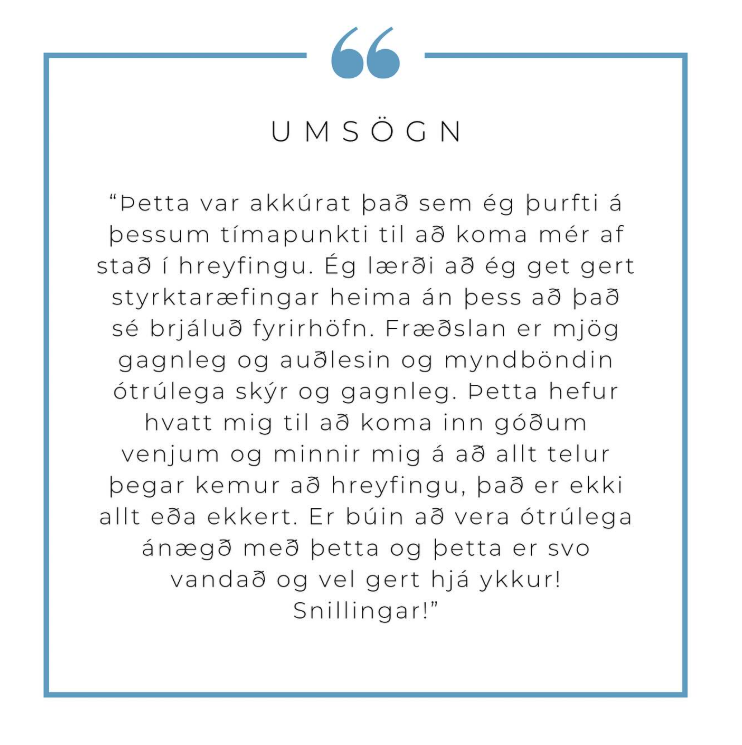 UMSÖGN
“Þetta var akkúrat það sem ég þurfti á
þessum tímapunkti til að koma mér af
stað í hreyfingu. Ég lærði að ég get gert
styrktaræfingar heima án þess að það
sé brjáluð fyrirhöfn. Fræðslan er mjög
gagnleg og auðlesin og myndböndin
ótrúlega skýr og gagnleg. Þetta hefur
hvatt mig til að koma inn góðum
venjum og minnir mig á að allt telur
þegar kemur að hreyfingu, það er ekki
allt eða ekkert. Er búin að vera ótrúlega
ánægð með þetta og þetta er svo
vandað og vel gert hjá ykkur!
Snillingar!”